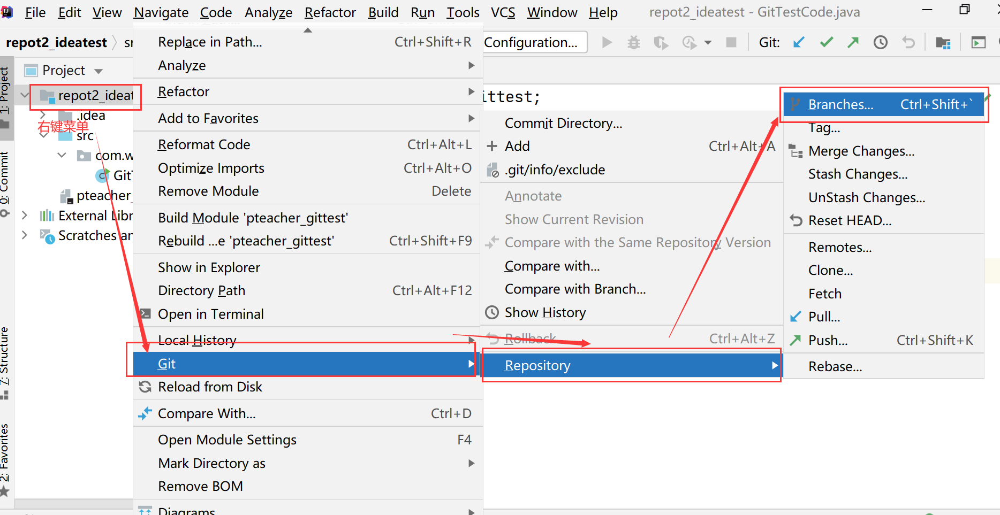 File Edit View Navigate Code Analyze Refactor Build Run Tools VCS Window Help repot2_ideatest - GitTestCode.java
repot2_ideatest
Configuration...
Git:
Project
1: Project
0: Commit
7: Structure
2: Favorites
repot2_ideat
.idea
右键菜单
src
com.w
Git
pteacher_
External Libr
Scratches an
ittest;
Replace in Path... Ctrl+Shift+R
Analyze
Refactor
Add to Favorites
Reformat Code Ctrl+Alt+L
Optimize Imports Ctrl+Alt+O
Remove Module Delete
Build Module 'pteacher_gittest'
Rebuild ...e 'pteacher_gittest' Ctrl+Shift+F9
Show in Explorer
Directory Path Ctrl+Alt+F12
Open in Terminal
Local History
Git
Reload from Disk
Compare With... Ctrl+D
Open Module Settings F4
Mark Directory as
Remove BOM
Diagrams
Commit Directory...
Add Ctrl+Alt+A
.git/info/exclude
Annotate
Show Current Revision
Compare with the Same Repository Version
Compare with...
Compare with Branch...
Show History
Rollback Ctrl+Alt+Z
Repository
Branches... Ctrl+Shift+`
Tag...
Merge Changes...
Stash Changes...
UnStash Changes...
Reset HEAD...
Remotes...
Clone...
Fetch
Pull...
Push... Ctrl+Shift+K
Rebase...